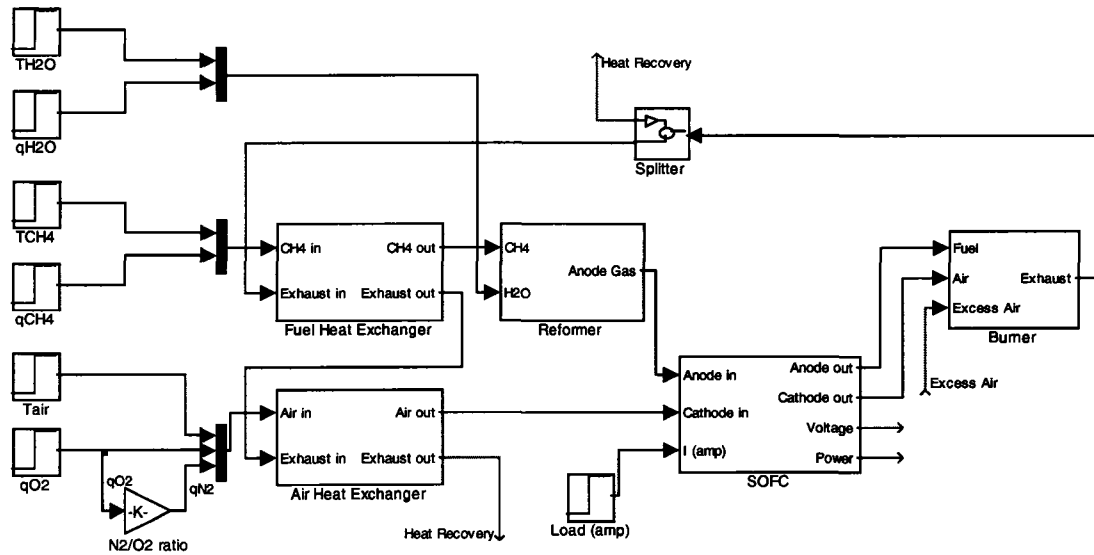 TH2O
qH2O
Heat Recovery
Splitter
TCH4
qCH4
CH4 in
CH4 out
Exhaust in
Exhaust out
Fuel Heat Exchanger
CH4
Anode Gas
H2O
Reformer
Fuel
Air
Exhaust
Excess Air
Burner
Excess Air
Tair
qO2
qO2
qN2
-K-
N2/O2 ratio
Air in
Air out
Exhaust in
Exhaust out
Air Heat Exchanger
Heat Recovery
Anode in
Anode out
Cathode in
Cathode out
Voltage
I (amp)
Power
SOFC
Load (amp)